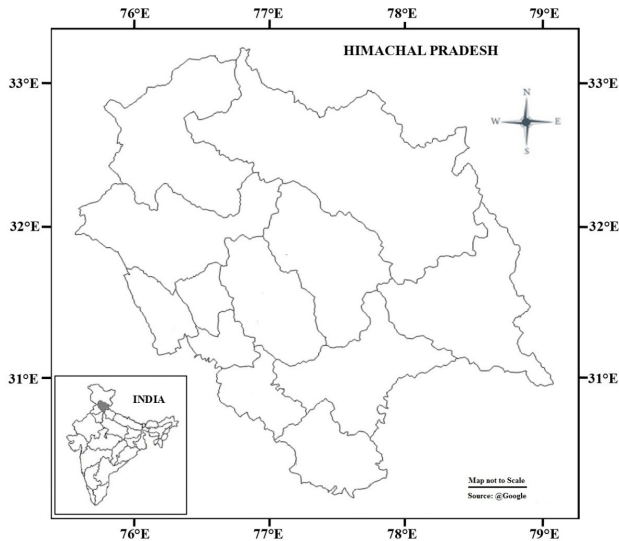 76°E 77°E 78°E 79°E
HIMACHAL PRADESH
33°N 33°N
N
W E
S
32°N 32°N
31°N 31°N
INDIA
Map not to Scale
Source: @Google
76°E 77°E 78°E 79°E